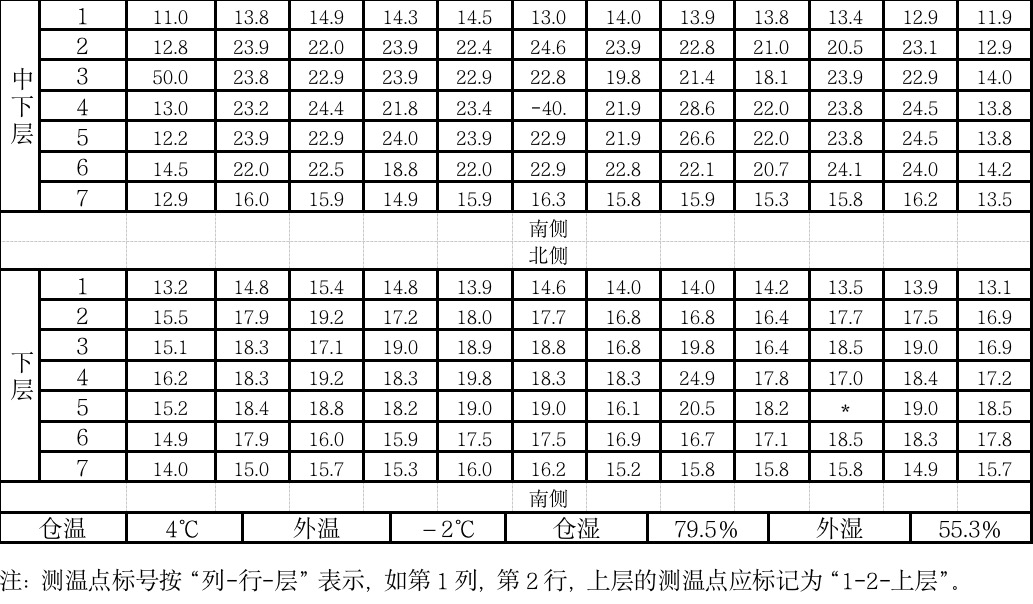 中下层
1 11.0 13.8 14.9 14.3 14.5 13.0 14.0 13.9 13.8 13.4 12.9 11.9
2 12.8 23.9 22.0 23.9 22.4 24.6 23.9 22.8 21.0 20.5 23.1 12.9
3 50.0 23.8 22.9 23.9 22.9 22.8 19.8 21.4 18.1 23.9 22.9 14.0
4 13.0 23.2 24.4 21.8 23.4 -40. 21.9 28.6 22.0 23.8 24.5 13.8
5 12.2 23.9 22.9 24.0 23.9 22.9 21.9 26.6 22.0 23.8 24.5 13.8
6 14.5 22.0 22.5 18.8 22.0 22.9 22.8 22.1 20.7 24.1 24.0 14.2
7 12.9 16.0 15.9 14.9 15.9 16.3 15.8 15.9 15.3 15.8 16.2 13.5
南侧
北侧
下层
1 13.2 14.8 15.4 14.8 13.9 14.6 14.0 14.0 14.2 13.5 13.9 13.1
2 15.5 17.9 19.2 17.2 18.0 17.7 16.8 16.8 16.4 17.7 17.5 16.9
3 15.1 18.3 17.1 19.0 18.9 18.8 16.8 19.8 16.4 18.5 19.0 16.9
4 16.2 18.3 19.2 18.3 19.8 18.3 18.3 24.9 17.8 17.0 18.4 17.2
5 15.2 18.4 18.8 18.2 19.0 19.0 16.1 20.5 18.2 * 19.0 18.5
6 14.9 17.9 16.0 15.9 17.5 17.5 16.9 16.7 17.1 18.5 18.3 17.8
7 14.0 15.0 15.7 15.3 16.0 16.2 15.2 15.8 15.8 15.8 14.9 15.7
南侧
仓温 4℃ 外温 －2℃ 仓湿 79.5% 外湿 55.3%
注: 测温点标号按“列-行-层”表示, 如第1列, 第2行, 上层的测温点应标记为“1-2-上层”。